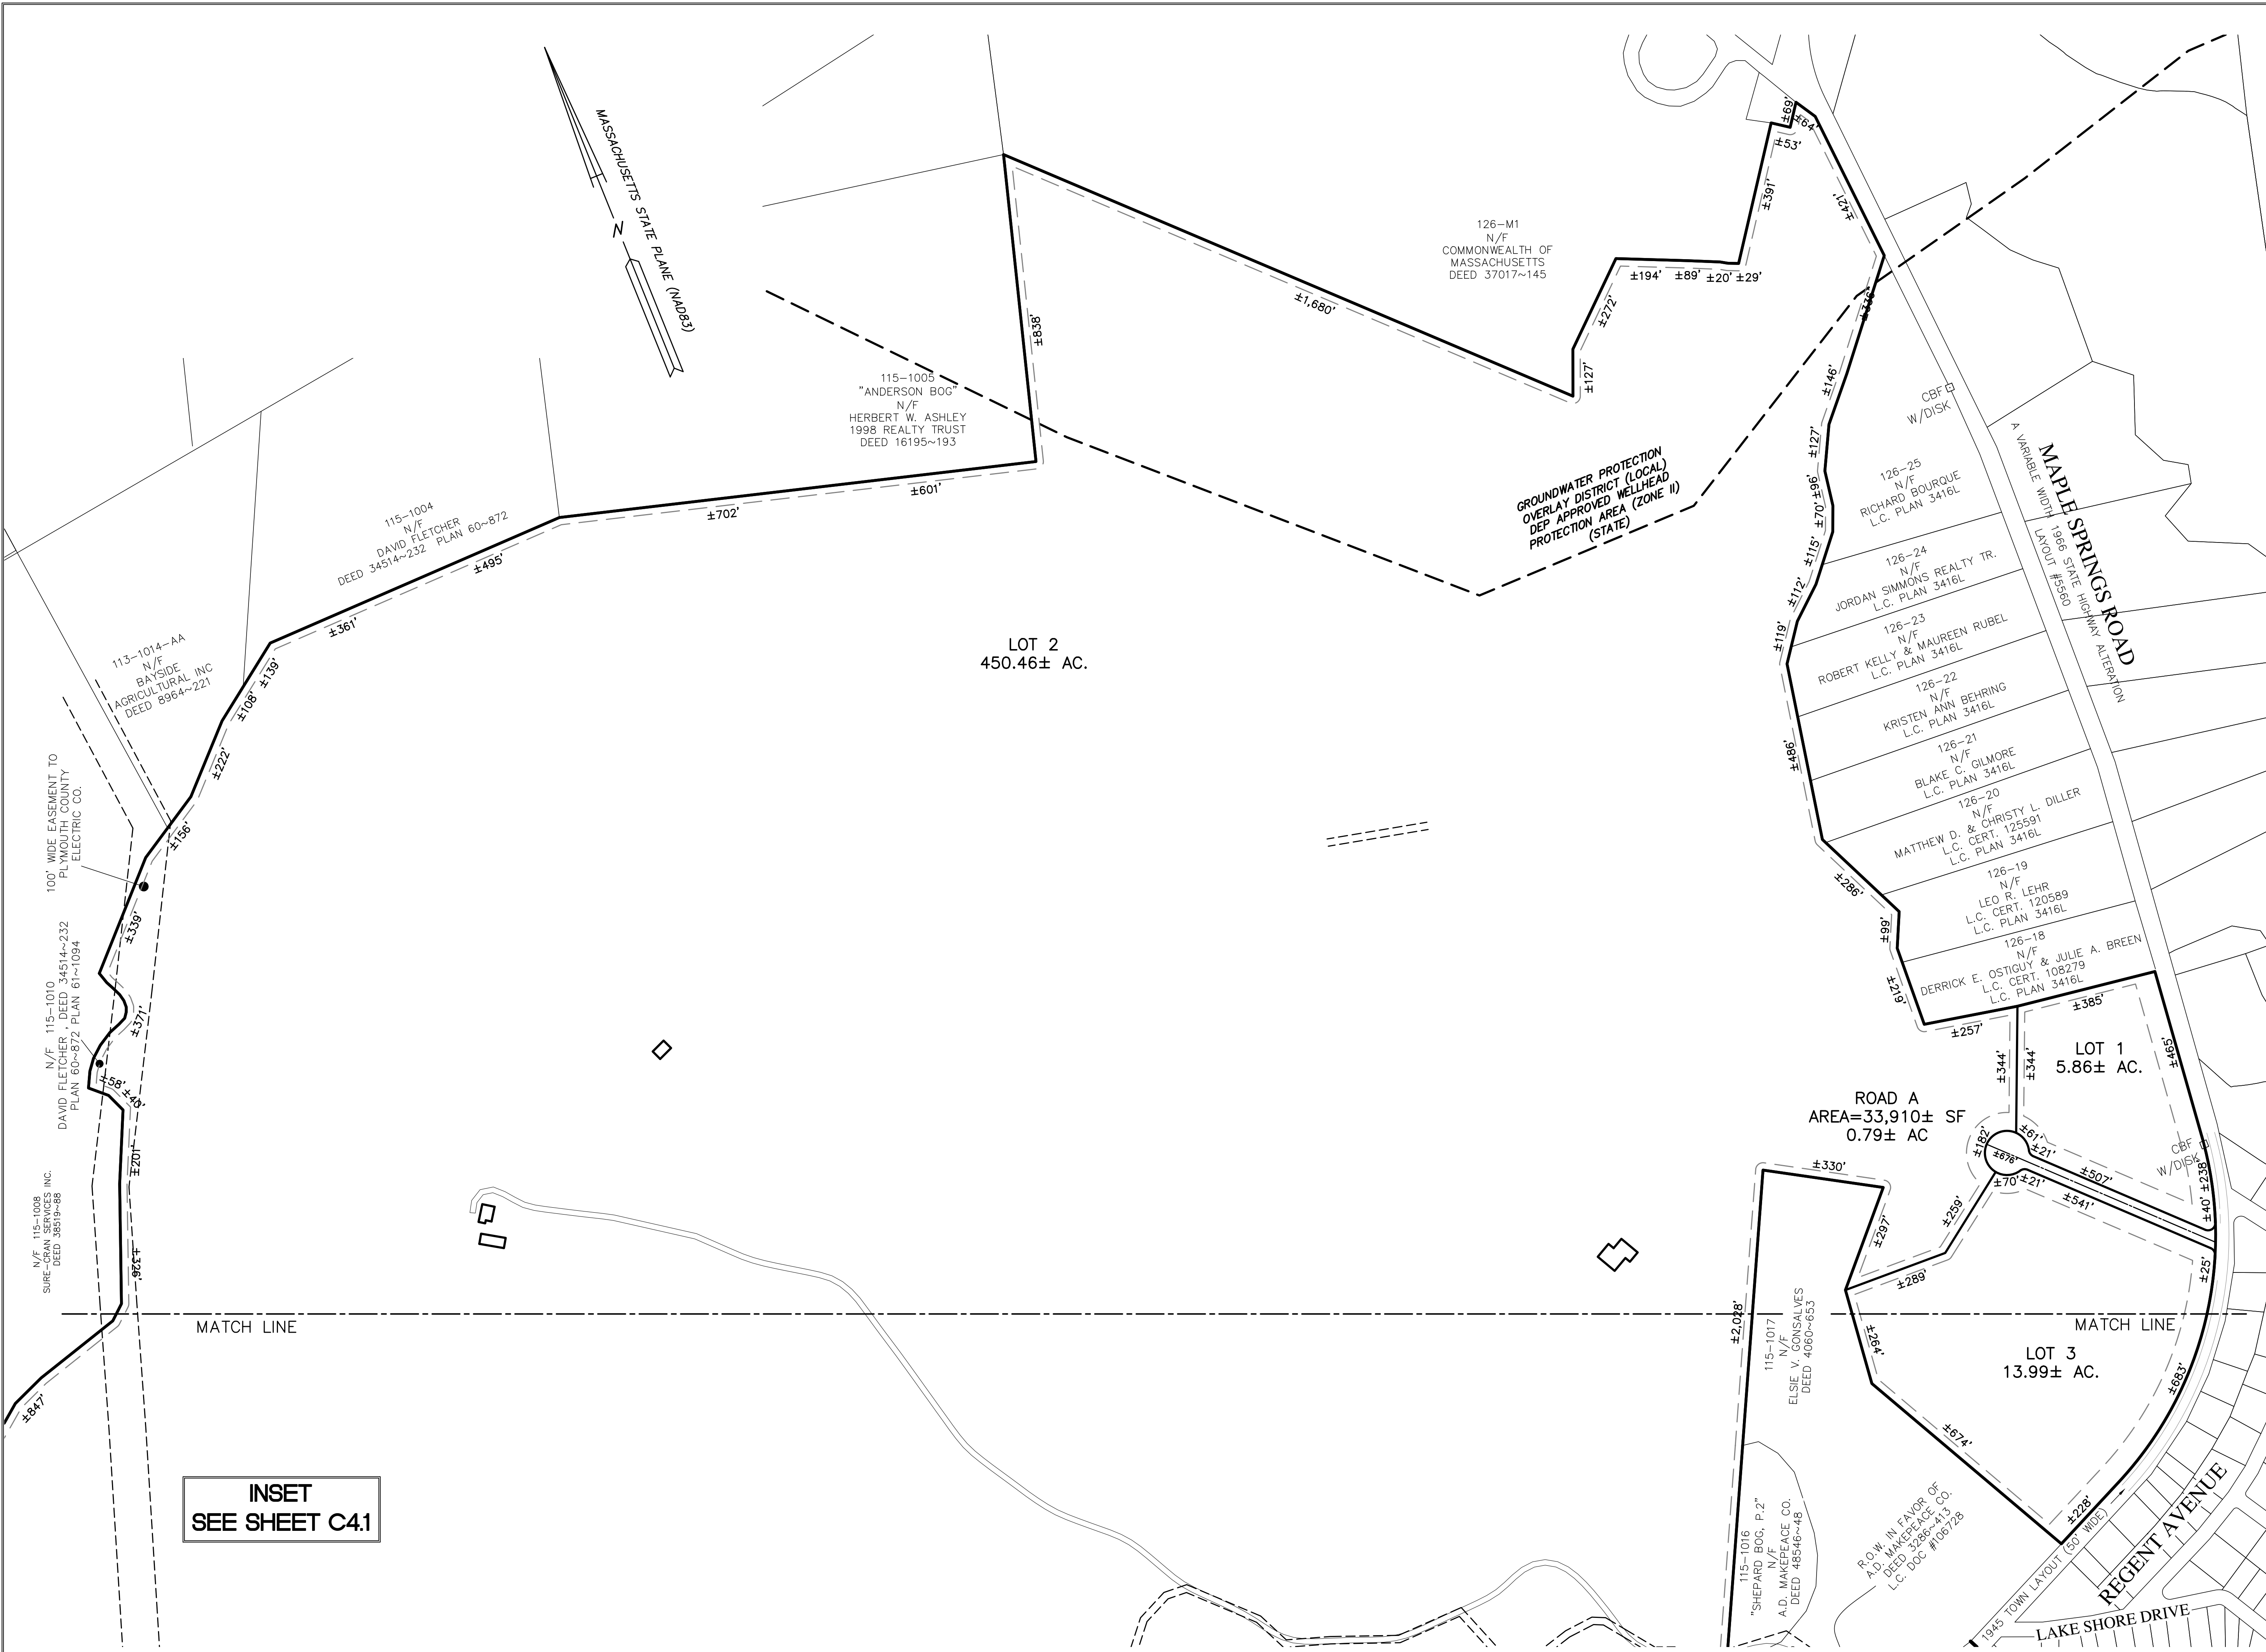 MASSACHUSETTS STATE PLANE (NAD83)
N
±69'
±64'
±53'
±391'
±421'
126-M1
N/F
COMMONWEALTH OF
MASSACHUSETTS
DEED 37017~145
±194'
±89'
±20'
±29'
±272'
±127'
±1,680'
±838'
±336'
±146'
±127'
±96'
±70'
±115'
±112'
±119'
±486'
±286'
±99'
±219'
115-1005
"ANDERSON BOG"
N/F
HERBERT W. ASHLEY
1998 REALTY TRUST
DEED 16195~193
±601'
±702'
115-1004
N/F
DAVID FLETCHER
DEED 34514~232 PLAN 60~872
±495'
±361'
±139'
±108'
±222'
±156'
113-1014-AA
N/F
BAYSIDE
AGRICULTURAL INC
DEED 8964~221
100' WIDE EASEMENT TO
PLYMOUTH COUNTY
ELECTRIC CO.
±339'
±371'
N/F 115-1010
DAVID FLETCHER, DEED 34514~232
PLAN 60~872 PLAN 61~1094
±58'
±40'
±201'
N/F 115-1008
SURE-CRAN SERVICES INC.
DEED 38519~88
±326'
±847'
GROUNDWATER PROTECTION
OVERLAY DISTRICT (LOCAL)
DEP APPROVED WELLHEAD
PROTECTION AREA (ZONE II)
(STATE)
LOT 2
450.46± AC.
CBF
W/DISK
MAPLE SPRINGS ROAD
A VARIABLE WIDTH 1966 STATE HIGHWAY ALTERATION
LAYOUT #5560
126-25
N/F
RICHARD BOURQUE
L.C. PLAN 3416L
126-24
N/F
JORDAN SIMMONS REALTY TR.
L.C. PLAN 3416L
126-23
N/F
ROBERT KELLY & MAUREEN RUBEL
L.C. PLAN 3416L
126-22
N/F
KRISTEN ANN BEHRING
L.C. PLAN 3416L
126-21
N/F
BLAKE C. GILMORE
L.C. PLAN 3416L
126-20
N/F
MATTHEW D. & CHRISTY L. DILLER
L.C. CERT. 125591
L.C. PLAN 3416L
126-19
N/F
LEO R. LEHR
L.C. CERT. 120589
L.C. PLAN 3416L
126-18
N/F
DERRICK E. OSTIGUY & JULIE A. BREEN
L.C. CERT. 108279
L.C. PLAN 3416L
±257'
±385'
±344'
±344'
LOT 1
5.86± AC.
±465'
ROAD A
AREA=33,910± SF
0.79± AC
±182'
±61'
±21'
±676'
±507'
CBF
W/DISK
±238'
±40'
±70'
±21'
±541'
±259'
±25'
±330'
±297'
±289'
MATCH LINE
MATCH LINE
±2,028'
115-1017
N/F
ELSIE V. GONSALVES
DEED 4060~653
±264'
LOT 3
13.99± AC.
±683'
±674'
±228'
INSET
SEE SHEET C4.1
115-1016
"SHEPARD BOG, P.2"
N/F
A.D. MAKEPEACE CO.
DEED 48546~48
R.O.W. IN FAVOR OF
A.D. MAKEPEACE CO.
DEED 3286~413
L.C. DOC #106728
1945 TOWN LAYOUT (50' WIDE)
REGENT AVENUE
LAKE SHORE DRIVE